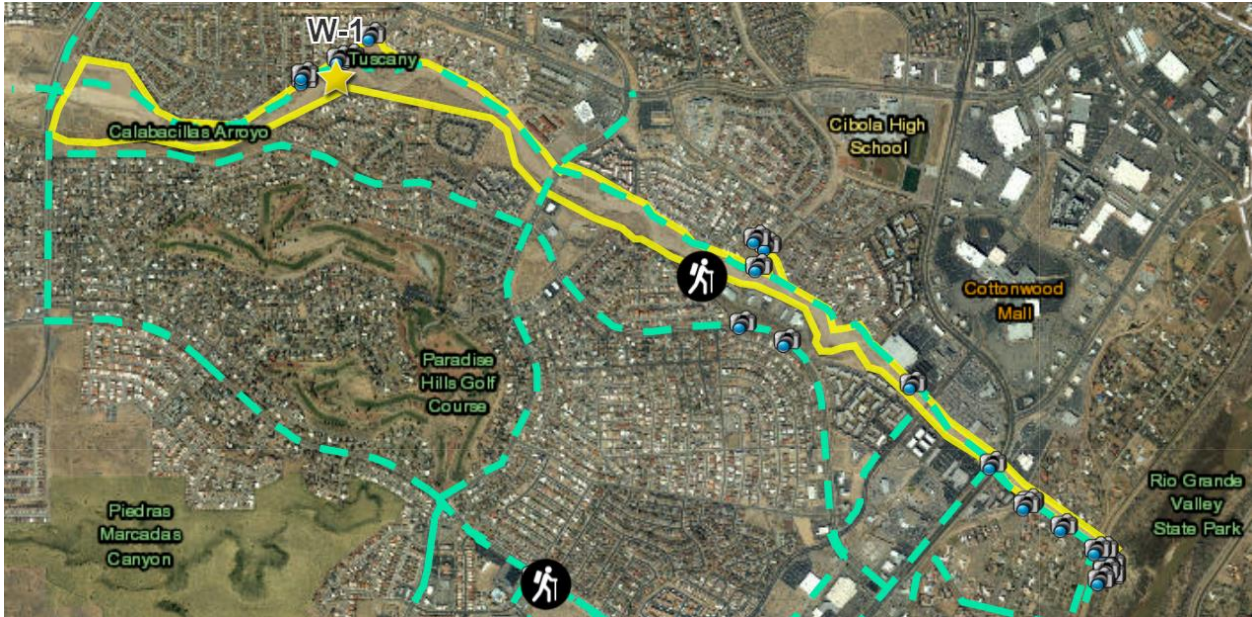 W-1
Tuscany
Calabacillas Arroyo
Cibola High
School
Cottonwood
Mall
Paradise
Hills Golf
Course
Piedras
Marcadas
Canyon
Rio Grande
Valley
State Park